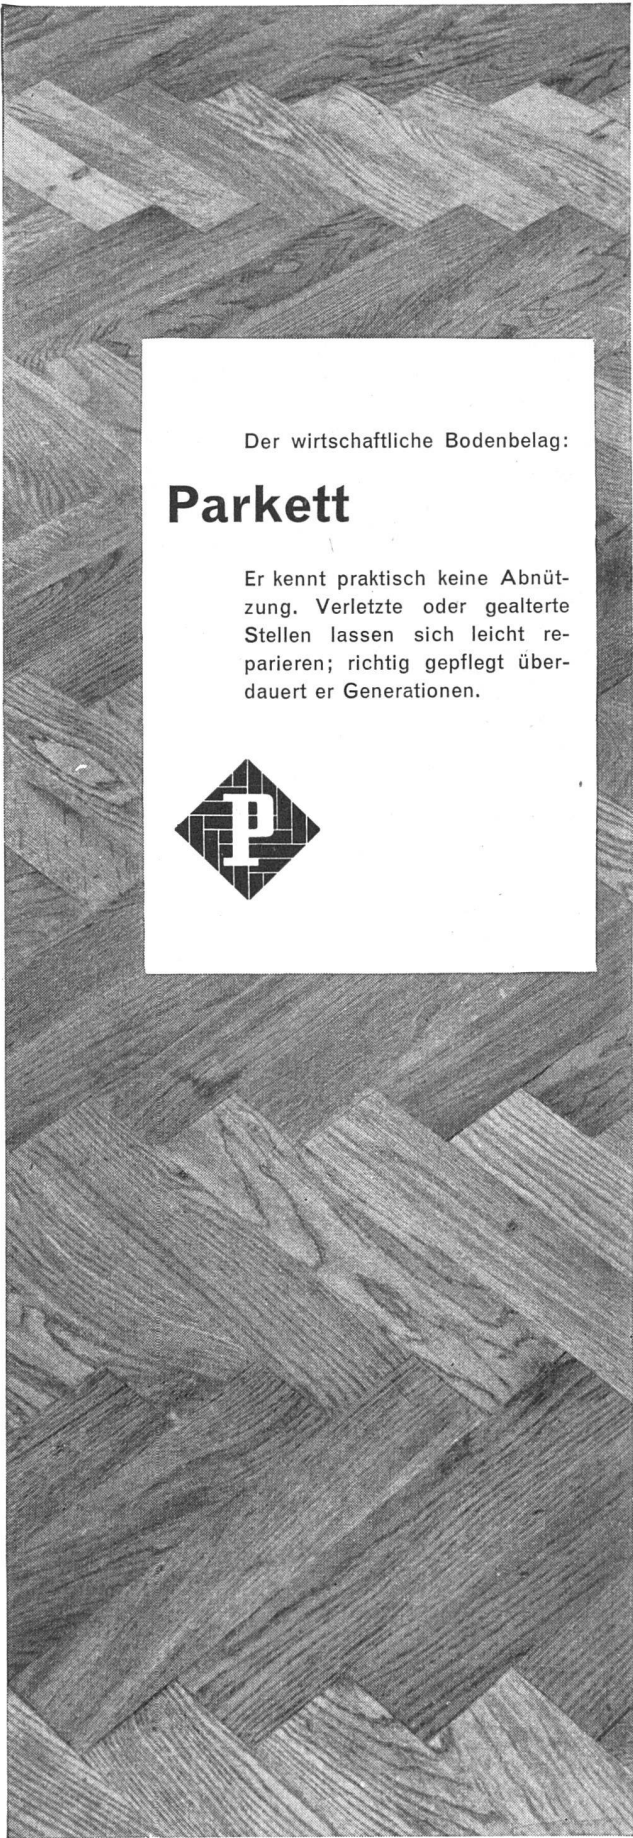 Der wirtschaftliche Bodenbelag:
Parkett
Er kennt praktisch keine Abnüt-
zung. Verletzte oder gealterte
Stellen lassen sich leicht re-
parieren; richtig gepflegt über-
dauert er Generationen.
P